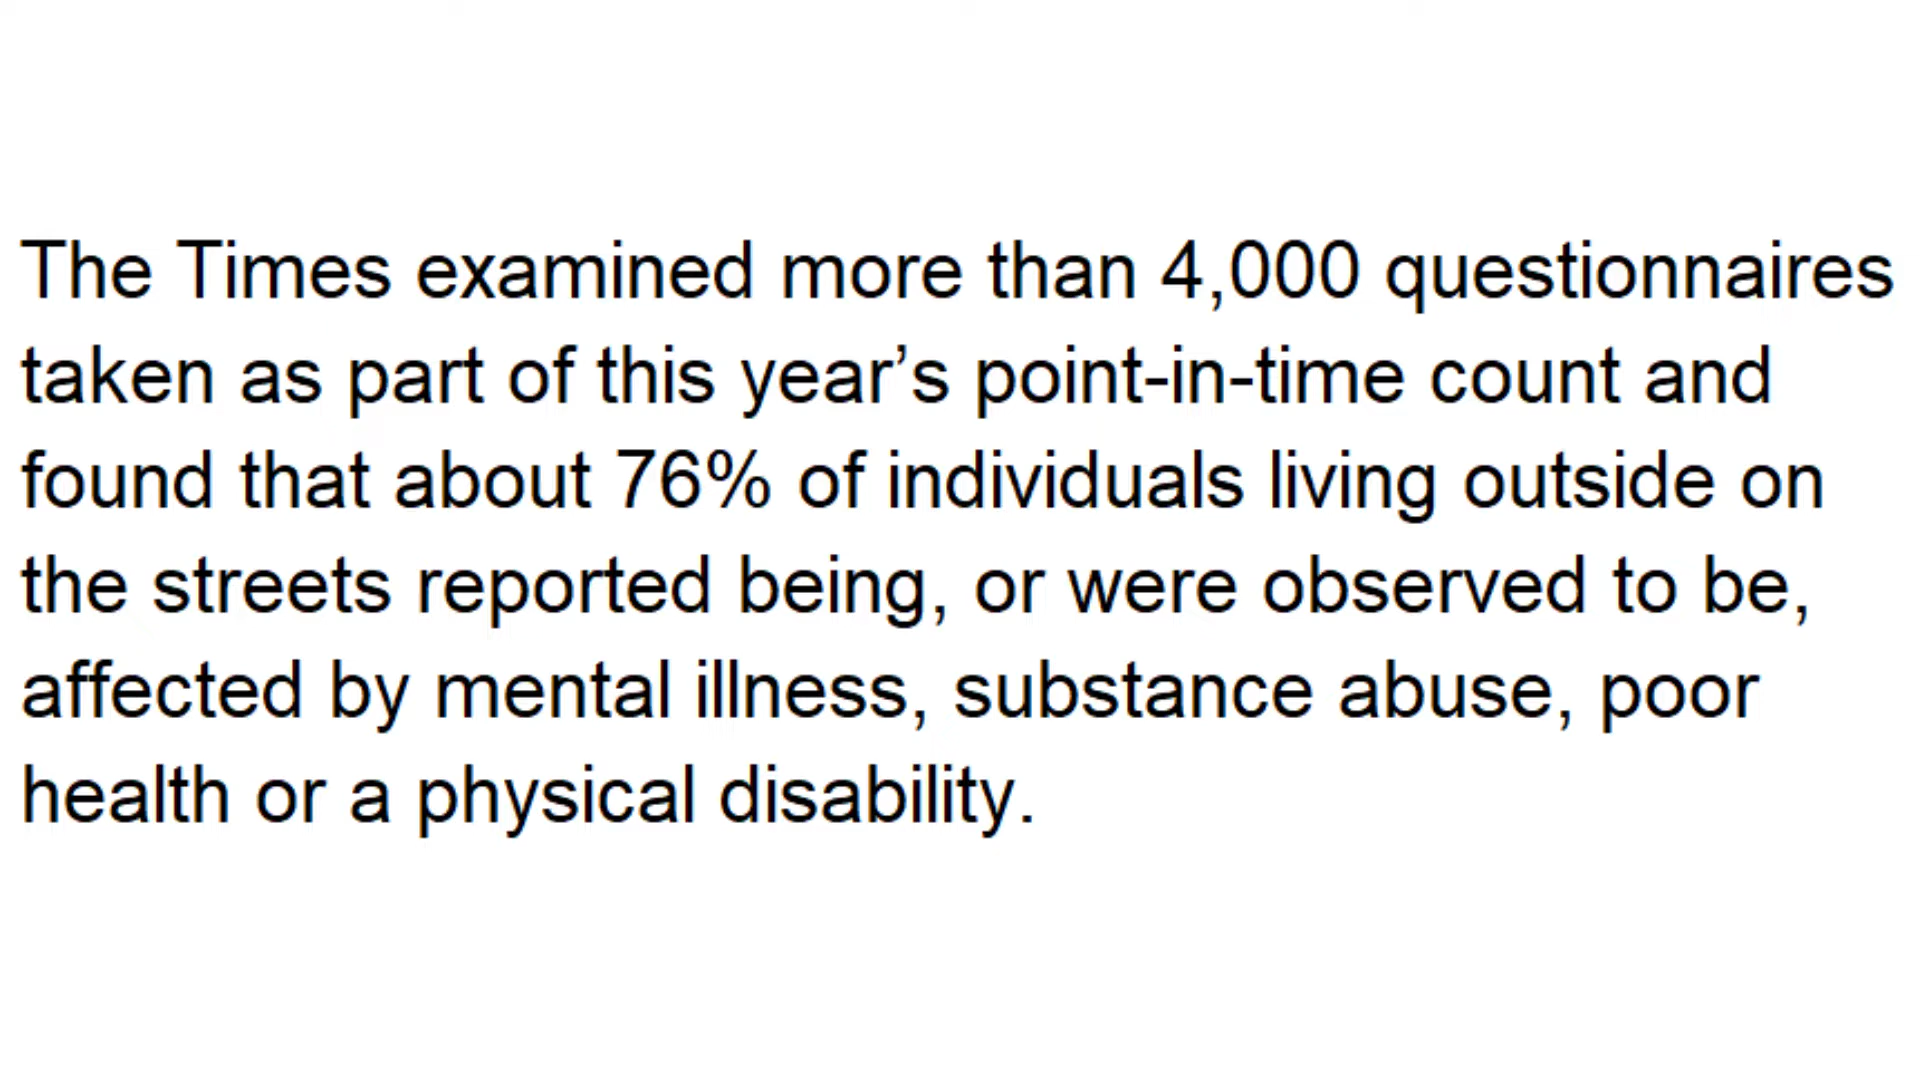 The Times examined more than 4,000 questionnaires
taken as part of this year’s point-in-time count and
found that about 76% of individuals living outside on
the streets reported being, or were observed to be,
affected by mental illness, substance abuse, poor
health or a physical disability.